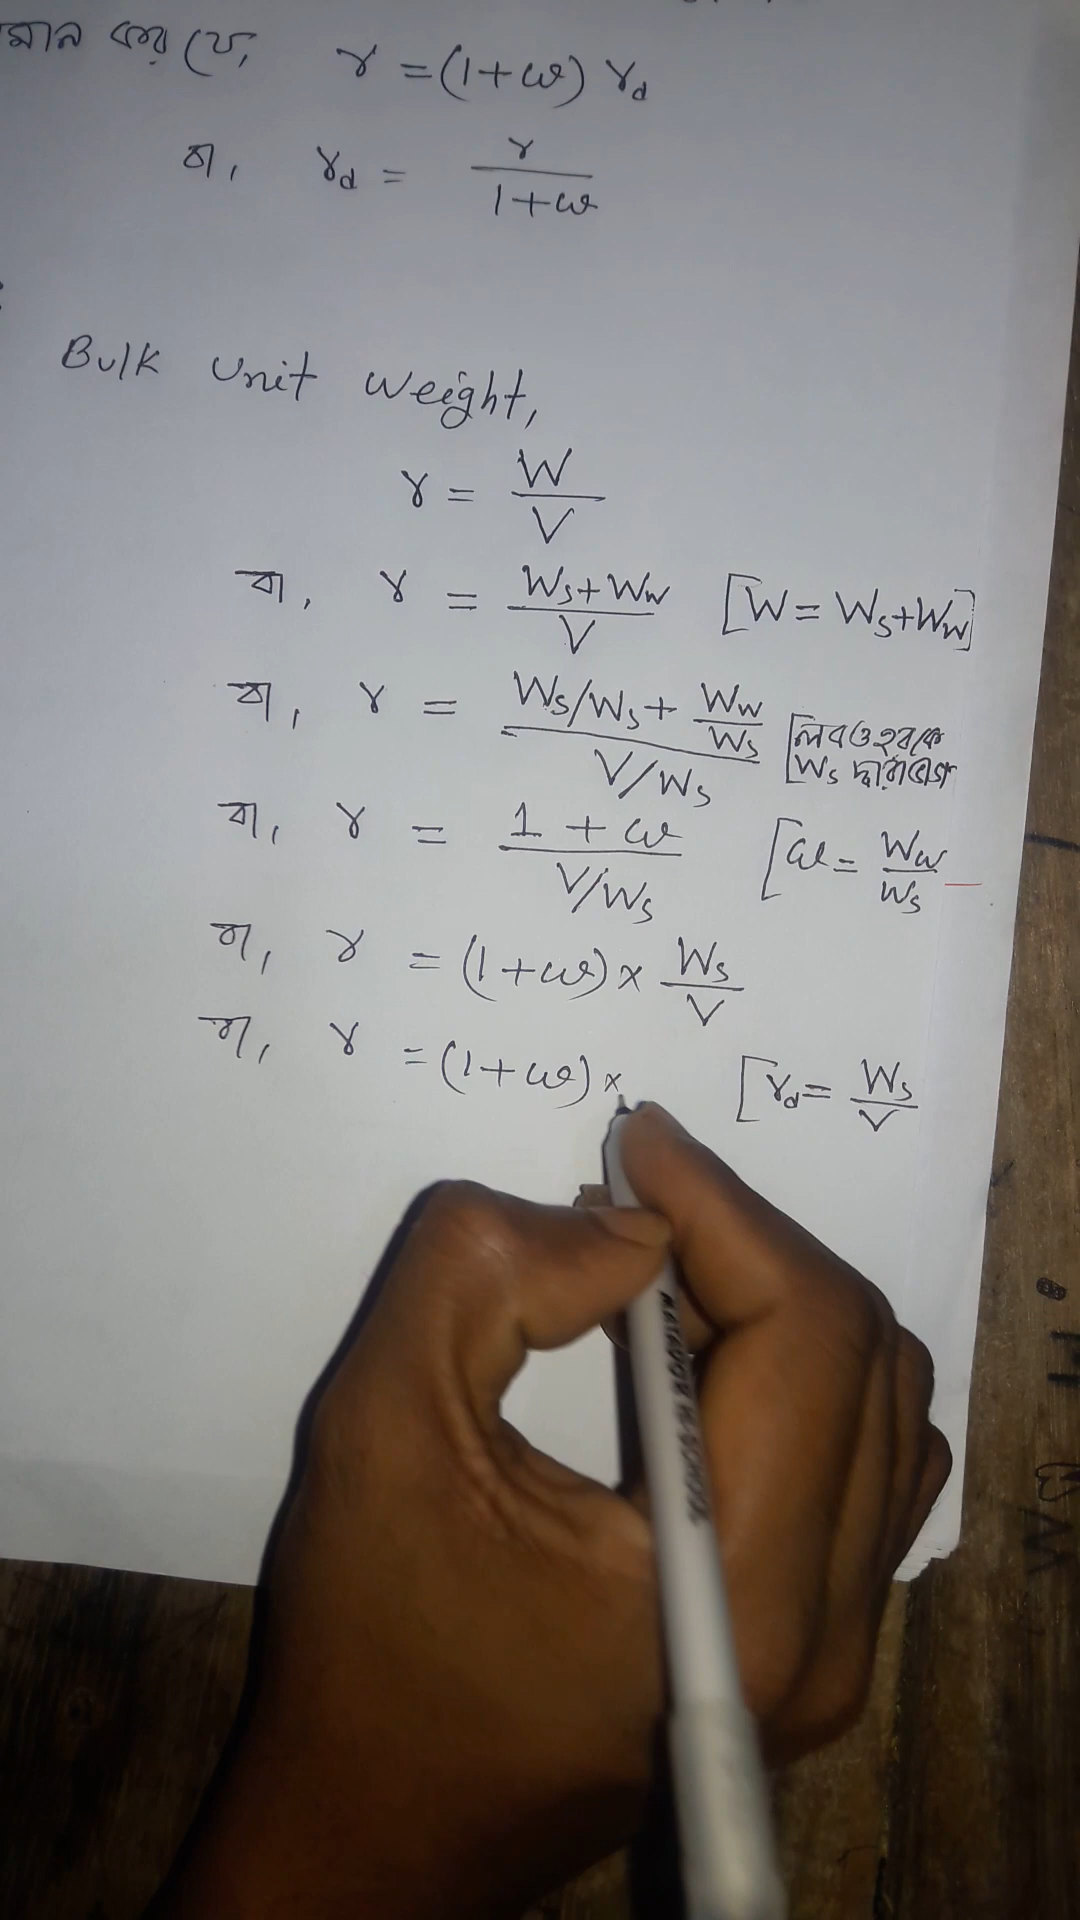 প্রমান কর যে, γ = (1+ω) γd
বা, γd = γ / 1+ω
Bulk Unit Weight,
γ = W / V
বা, γ = Ws+Ww / V [W = Ws+Ww]
বা, γ = Ws/Ws + Ww/Ws / V/Ws [লব ও হরকে Ws দ্বারা ভাগ
বা, γ = 1 + ω / V/Ws [ω = Ww/Ws
বা, γ = (1+ω) × Ws/V
বা, γ = (1+ω) × [γd = Ws/V